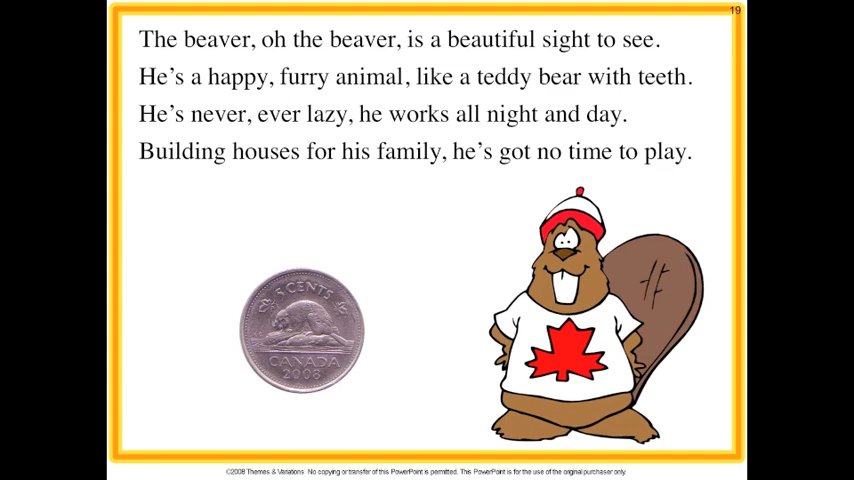 19
The beaver, oh the beaver, is a beautiful sight to see.
He's a happy, furry animal, like a teddy bear with teeth.
He's never, ever lazy, he works all night and day.
Building houses for his family, he's got no time to play.
5 CENTS
CANADA
2008
©2008 Themes & Variations No copying or transfer of this PowerPoint is permitted. This PowerPoint is for the use of the original purchaser only.